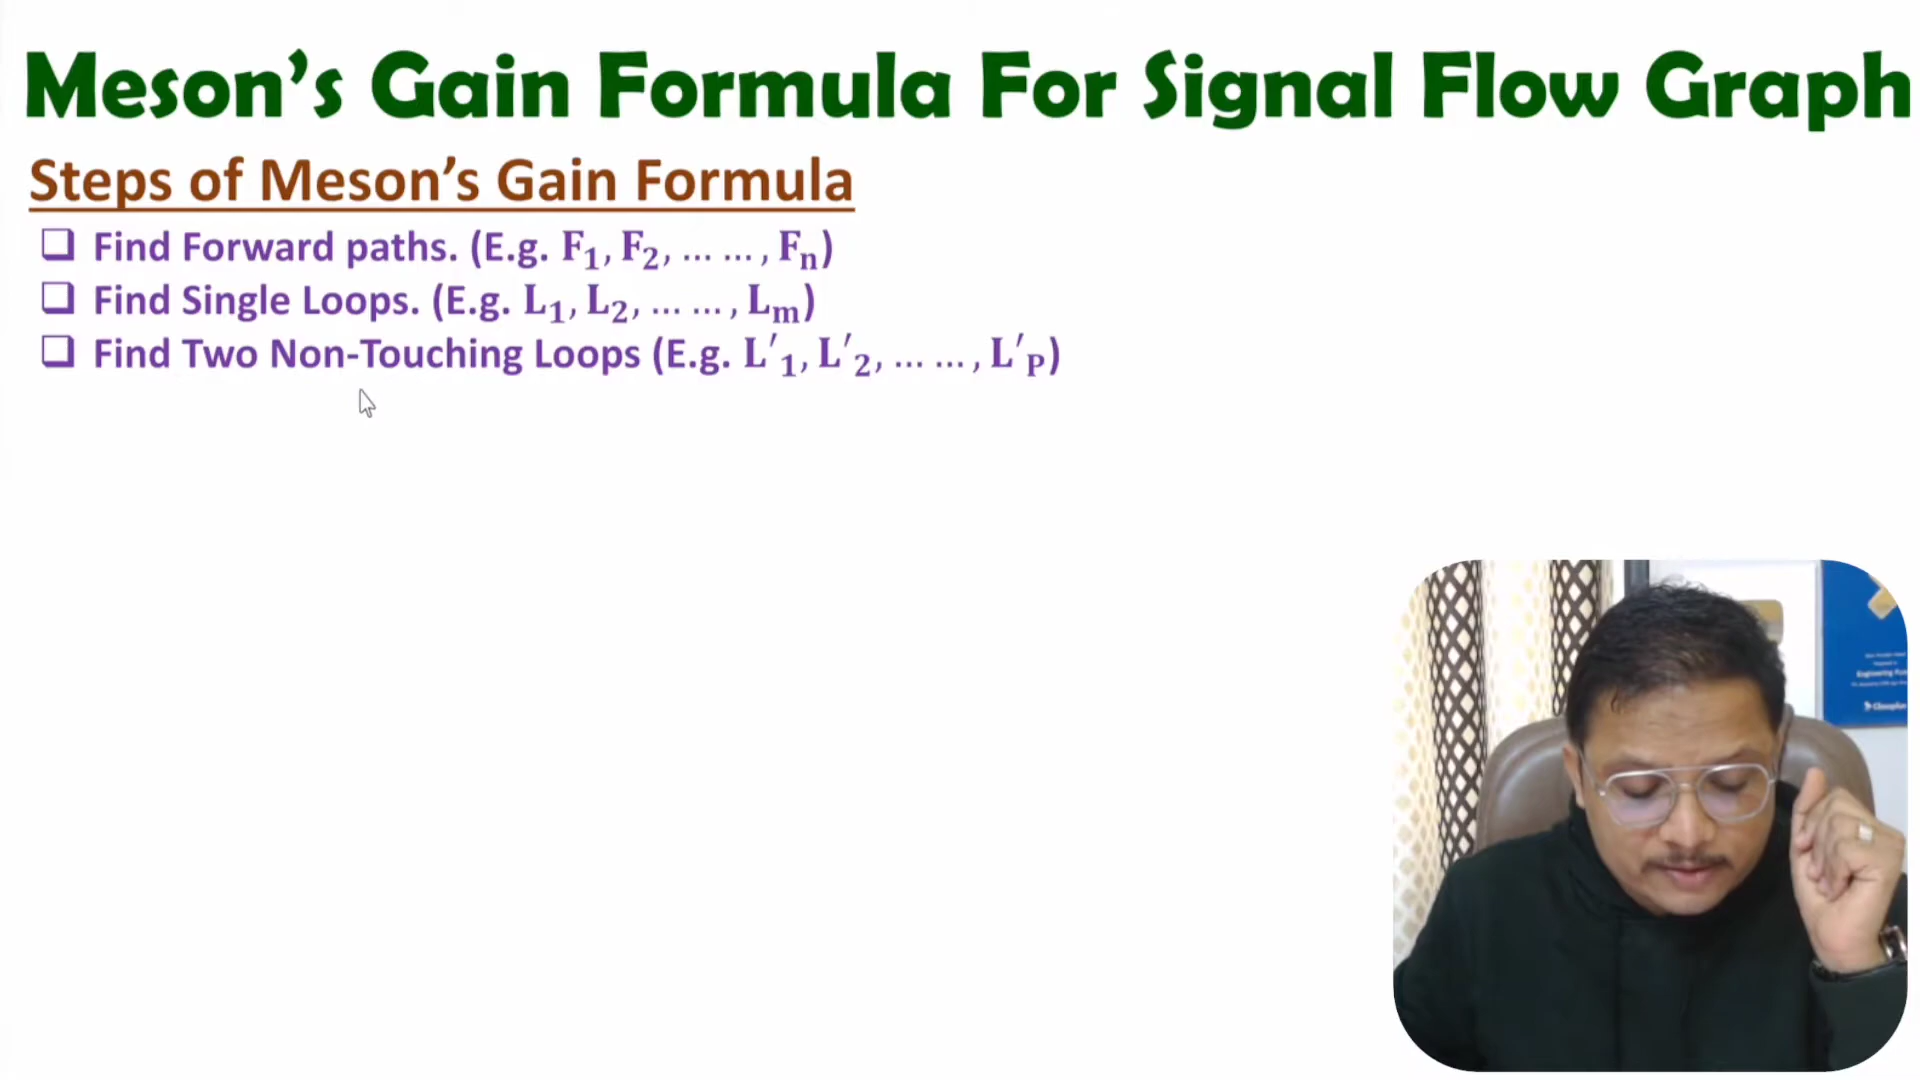 Meson's Gain Formula For Signal Flow Graph
Steps of Meson's Gain Formula
❑ Find Forward paths. (E.g. F₁, F₂, … … , Fₙ)
❑ Find Single Loops. (E.g. L₁, L₂, … … , Lₘ)
❑ Find Two Non-Touching Loops (E.g. L′₁, L′₂, … … , L′P)